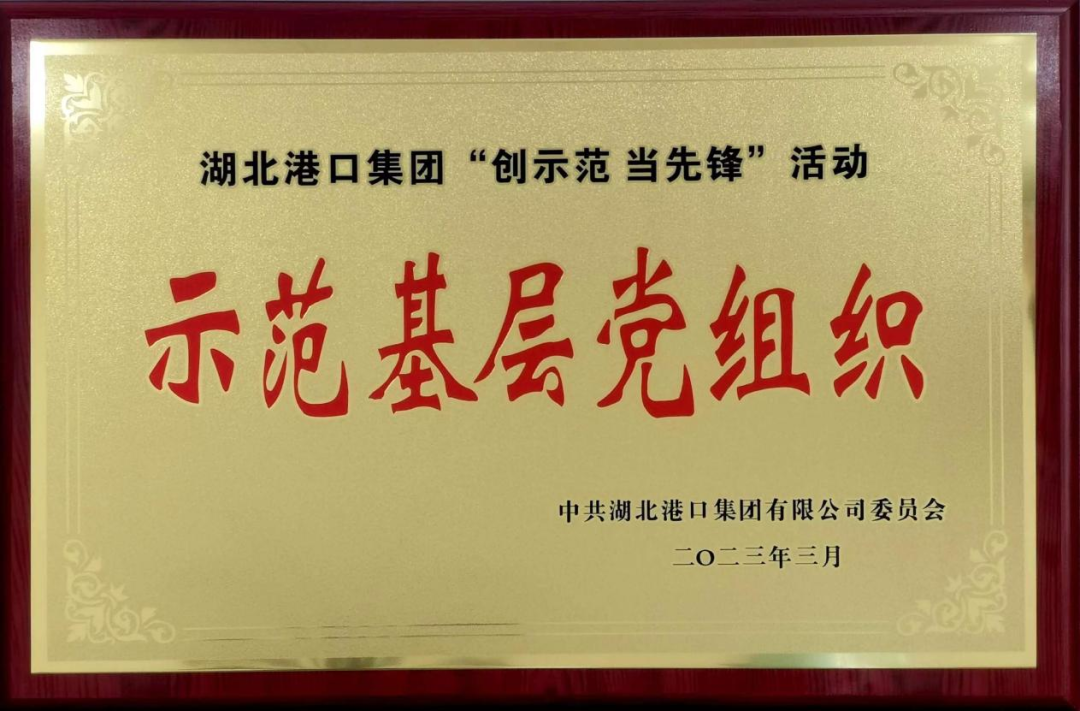 湖北港口集团“创示范 当先锋”活动
示范基层党组织
中共湖北港口集团有限公司委员会
二〇二三年三月